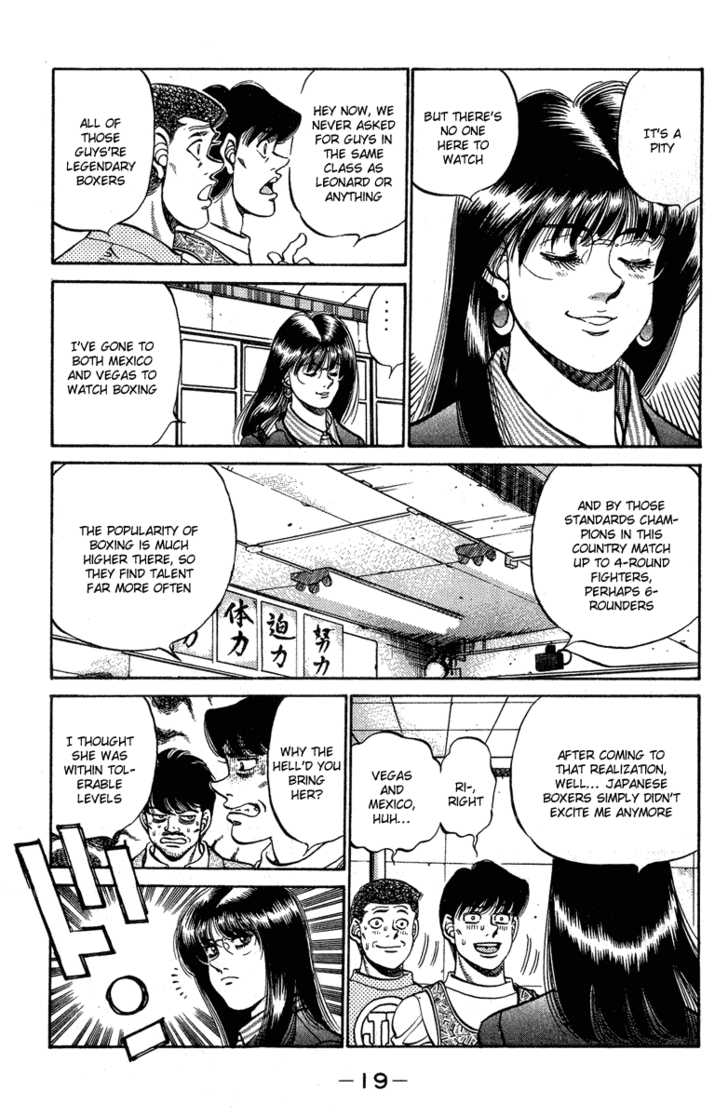 IT'S A
PITY
BUT THERE'S
NO ONE
HERE TO
WATCH
HEY NOW, WE
NEVER ASKED
FOR GUYS IN
THE SAME
CLASS AS
LEONARD OR
ANYTHING
ALL OF
THOSE
GUYS'RE
LEGENDARY
BOXERS
....
I'VE GONE TO
BOTH MEXICO
AND VEGAS TO
WATCH BOXING
AND BY THOSE
STANDARDS CHAM-
PIONS IN THIS
COUNTRY MATCH
UP TO 4-ROUND
FIGHTERS,
PERHAPS 6-
ROUNDERS
THE POPULARITY OF
BOXING IS MUCH
HIGHER THERE, SO
THEY FIND TALENT
FAR MORE OFTEN
努力
迫力
体力
力
AFTER COMING TO
THAT REALIZATION,
WELL... JAPANESE
BOXERS SIMPLY DIDN'T
EXCITE ME ANYMORE
RI-,
RIGHT
VEGAS
AND
MEXICO,
HUH...
WHY THE
HELL'D YOU
BRING
HER?
I THOUGHT
SHE WAS
WITHIN TOL-
ERABLE
LEVELS
—19—